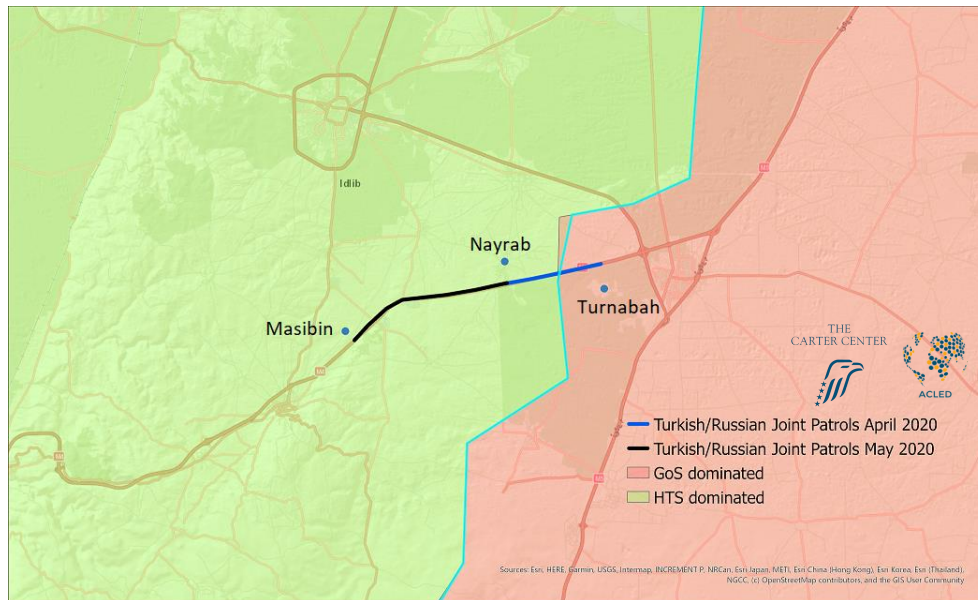 Idlib
Nayrab
Turnabah
Masibin
THE
CARTER CENTER
ACLED
Turkish/Russian Joint Patrols April 2020
Turkish/Russian Joint Patrols May 2020
GoS dominated
HTS dominated
Sources: Esri, HERE, Garmin, USGS, Intermap, INCREMENT P, NRCan, Esri Japan, METI, Esri China (Hong Kong), Esri Korea, Esri (Thailand),
NGCC, (c) OpenStreetMap contributors, and the GIS User Community